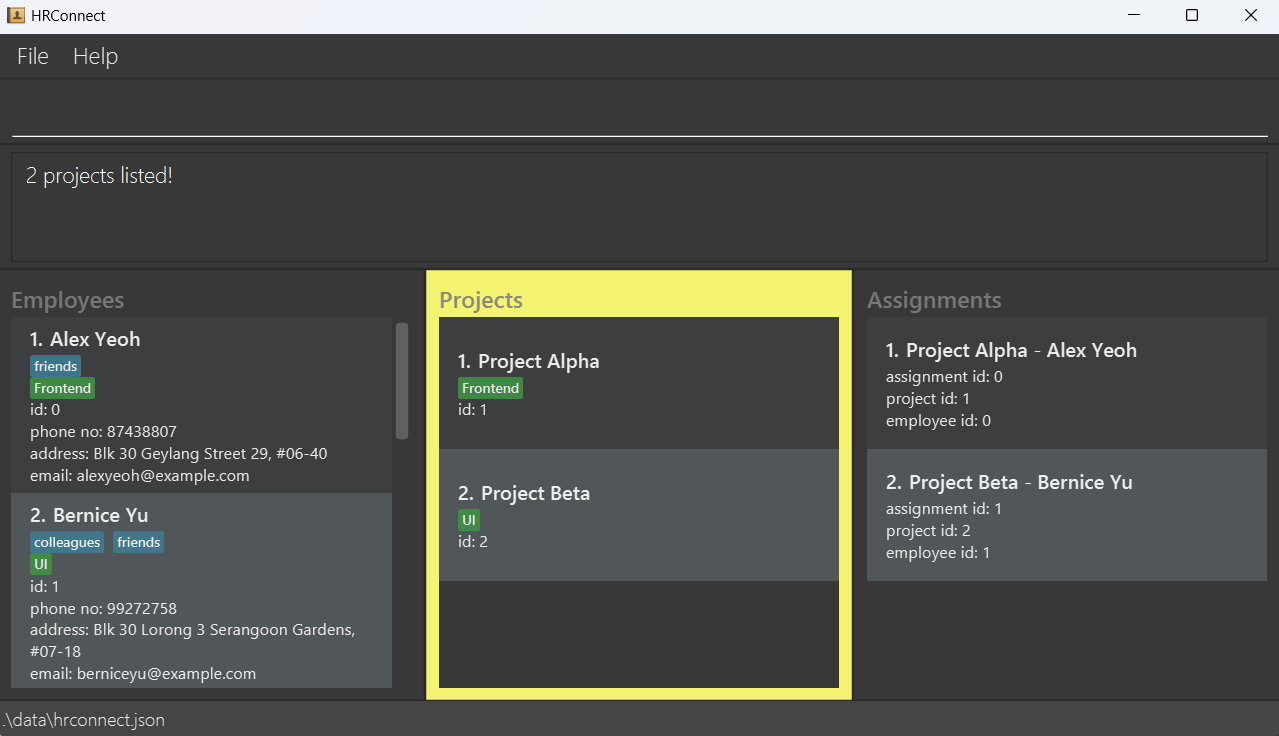 HRConnect
File Help
2 projects listed!
Employees
1. Alex Yeoh
friends
Frontend
id: 0
phone no: 87438807
address: Blk 30 Geylang Street 29, #06-40
email: alexyeoh@example.com
2. Bernice Yu
colleagues friends
UI
id: 1
phone no: 99272758
address: Blk 30 Lorong 3 Serangoon Gardens,
#07-18
email: berniceyu@example.com
Projects
1. Project Alpha
Frontend
id: 1
2. Project Beta
UI
id: 2
Assignments
1. Project Alpha - Alex Yeoh
assignment id: 0
project id: 1
employee id: 0
2. Project Beta - Bernice Yu
assignment id: 1
project id: 2
employee id: 1
.\data\hrconnect.json